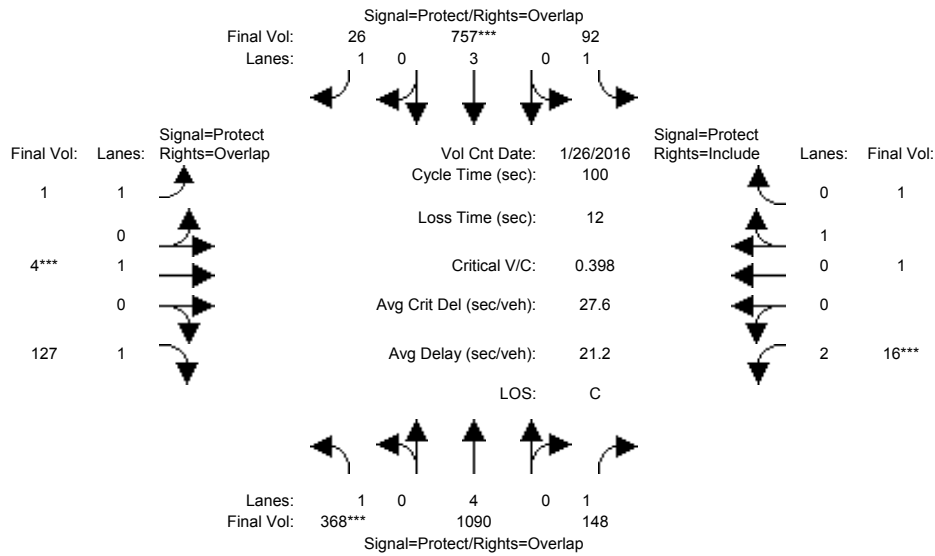 Signal=Protect/Rights=Overlap
Final Vol: 26 757*** 92
Lanes: 1 0 3 0 1
Signal=Protect Signal=Protect
Final Vol: Lanes: Rights=Overlap Vol Cnt Date: 1/26/2016 Rights=Include Lanes: Final Vol:
Cycle Time (sec): 100
1 1 0 1
Loss Time (sec): 12
0 1
4*** 1 Critical V/C: 0.398 0 1
0 Avg Crit Del (sec/veh): 27.6 0
127 1 Avg Delay (sec/veh): 21.2 2 16***
LOS: C
Lanes: 1 0 4 0 1
Final Vol: 368*** 1090 148
Signal=Protect/Rights=Overlap